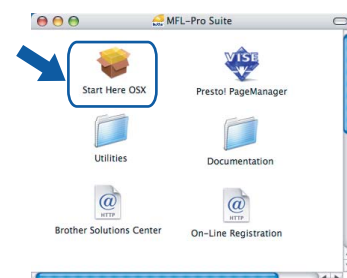 MFL-Pro Suite
Start Here OSX
Presto! PageManager
Utilities
Documentation
HTTP
HTTP
Brother Solutions Center
On-Line Registration